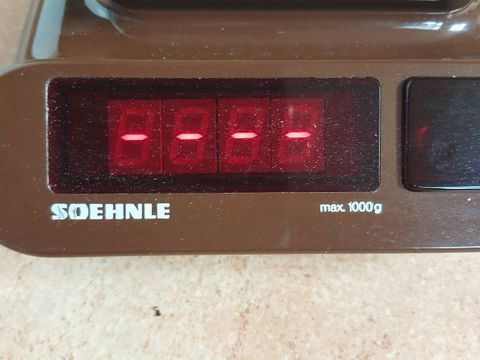 - - - -
SOEHNLE
max. 1000g